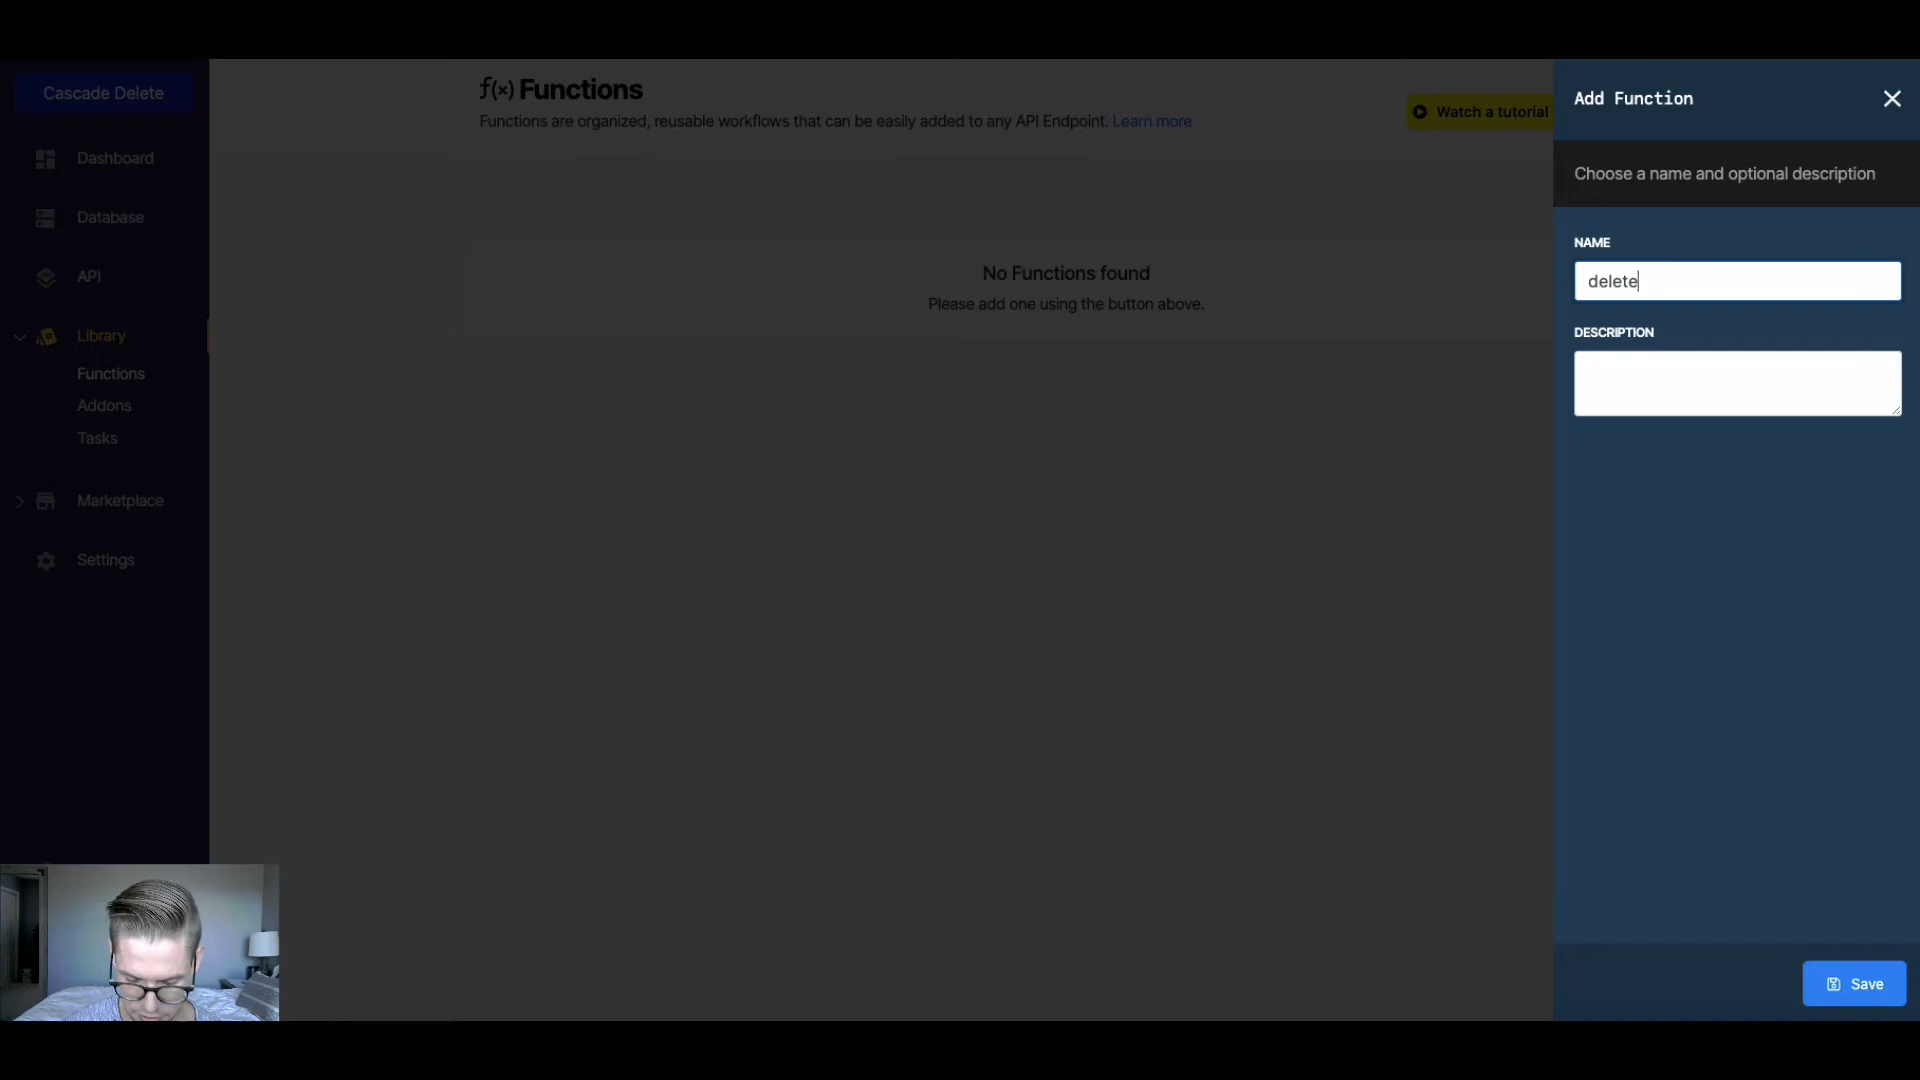 Cascade Delete
Dashboard
Database
API
Library
Functions
Addons
Tasks
Marketplace
Settings
f(x) Functions
Functions are organized, reusable workflows that can be easily added to any API Endpoint. Learn more
Watch a tutorial
No Functions found
Please add one using the button above.
Add Function
Choose a name and optional description
NAME
delete
DESCRIPTION
Save